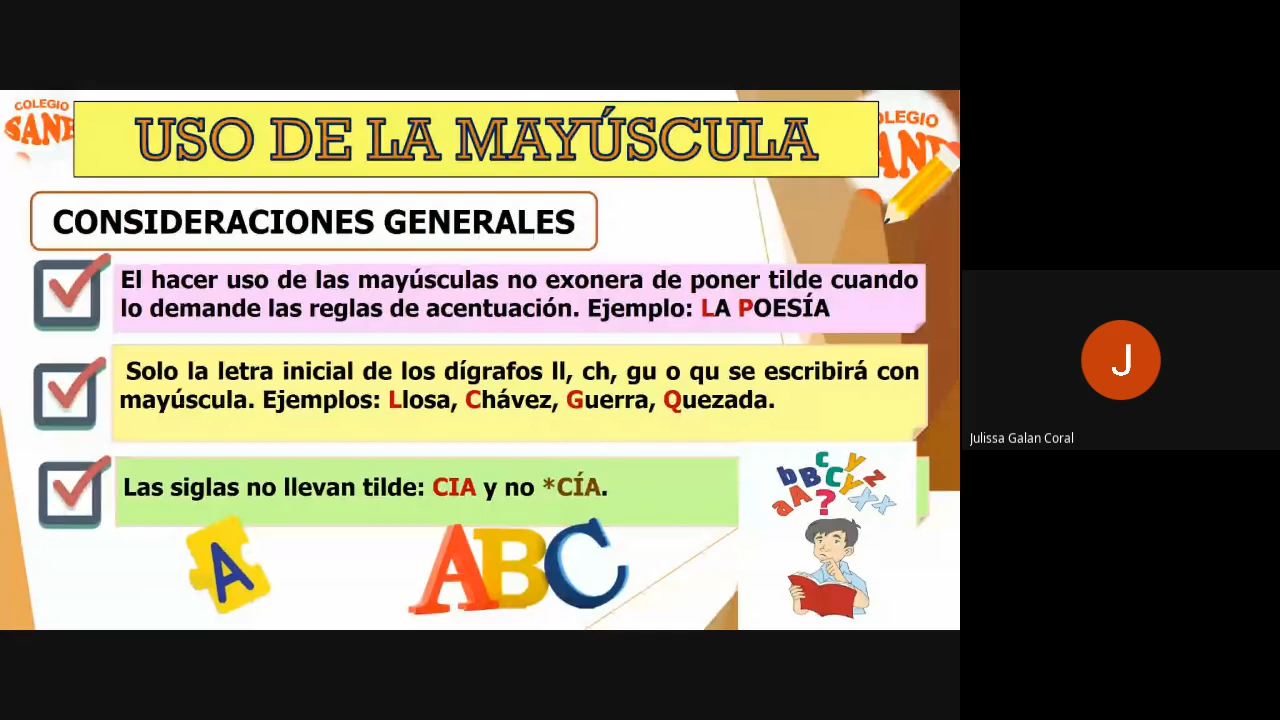 COLEGIO
USO DE LA MAYÚSCULA
CONSIDERACIONES GENERALES
El hacer uso de las mayúsculas no exonera de poner tilde cuando
lo demande las reglas de acentuación. Ejemplo: LA POESÍA
Solo la letra inicial de los dígrafos ll, ch, gu o qu se escribirá con
mayúscula. Ejemplos: Llosa, Chávez, Guerra, Quezada.
Las siglas no llevan tilde: CIA y no *CÍA.
A
ABC
J
Julissa Galan Coral